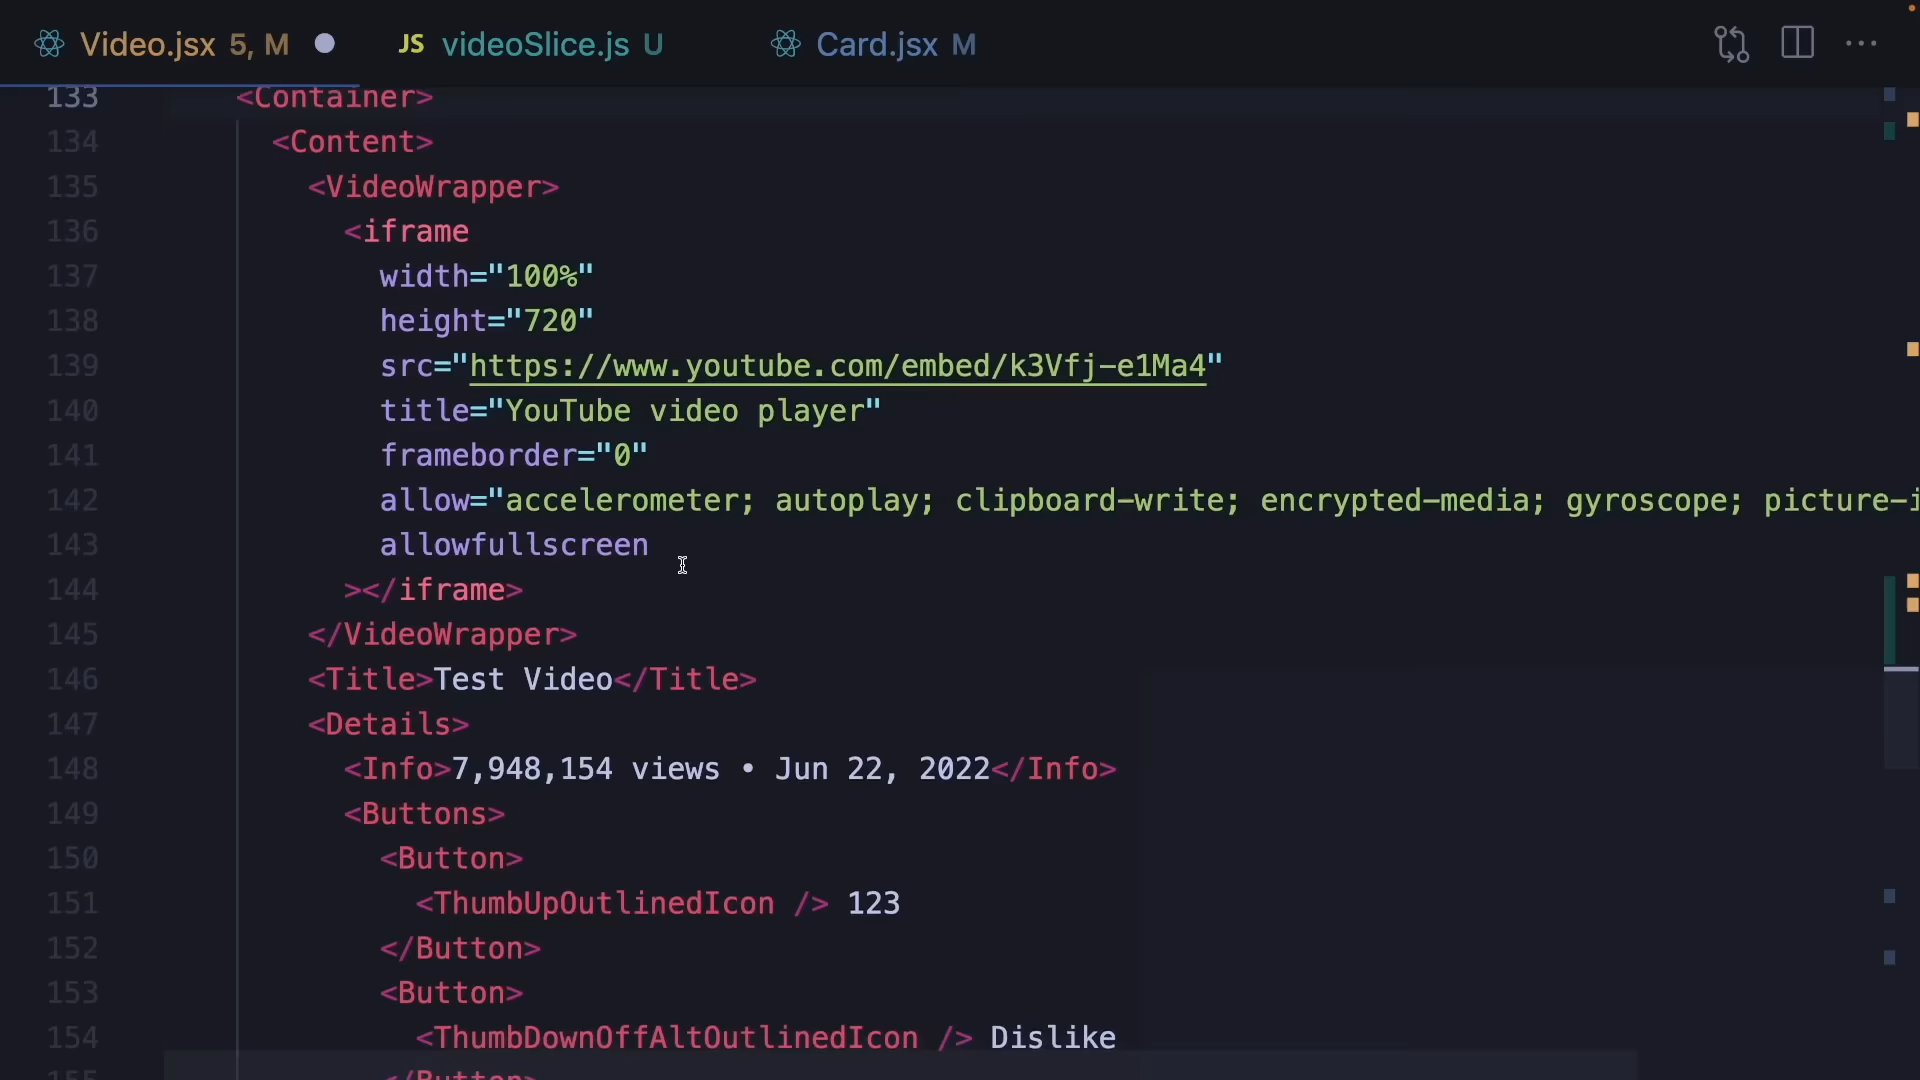 Video.jsx 5, M
JS videoSlice.js U
Card.jsx M
133 <Container>
134 <Content>
135 <VideoWrapper>
136 <iframe
137 width="100%"
138 height="720"
139 src="https://www.youtube.com/embed/k3Vfj-e1Ma4"
140 title="YouTube video player"
141 frameborder="0"
142 allow="accelerometer; autoplay; clipboard-write; encrypted-media; gyroscope; picture-i
143 allowfullscreen
144 ></iframe>
145 </VideoWrapper>
146 <Title>Test Video</Title>
147 <Details>
148 <Info>7,948,154 views • Jun 22, 2022</Info>
149 <Buttons>
150 <Button>
151 <ThumbUpOutlinedIcon /> 123
152 </Button>
153 <Button>
154 <ThumbDownOffAltOutlinedIcon /> Dislike
155 </Button>